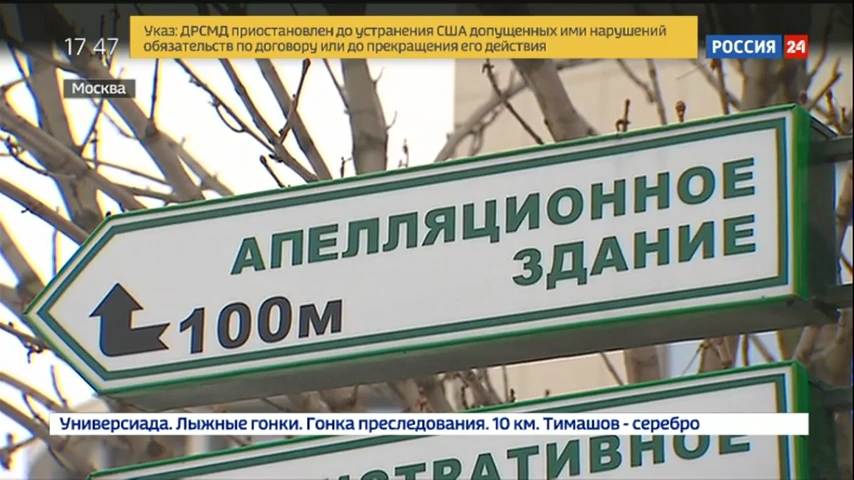 17 47
Указ: ДРСМД приостановлен до устранения США допущенных ими нарушений
обязательств по договору или до прекращения его действия
РОССИЯ 24
Москва
АПЕЛЛЯЦИОННОЕ
ЗДАНИЕ
100м
Универсиада. Лыжные гонки. Гонка преследования. 10 км. Тимашов - серебро